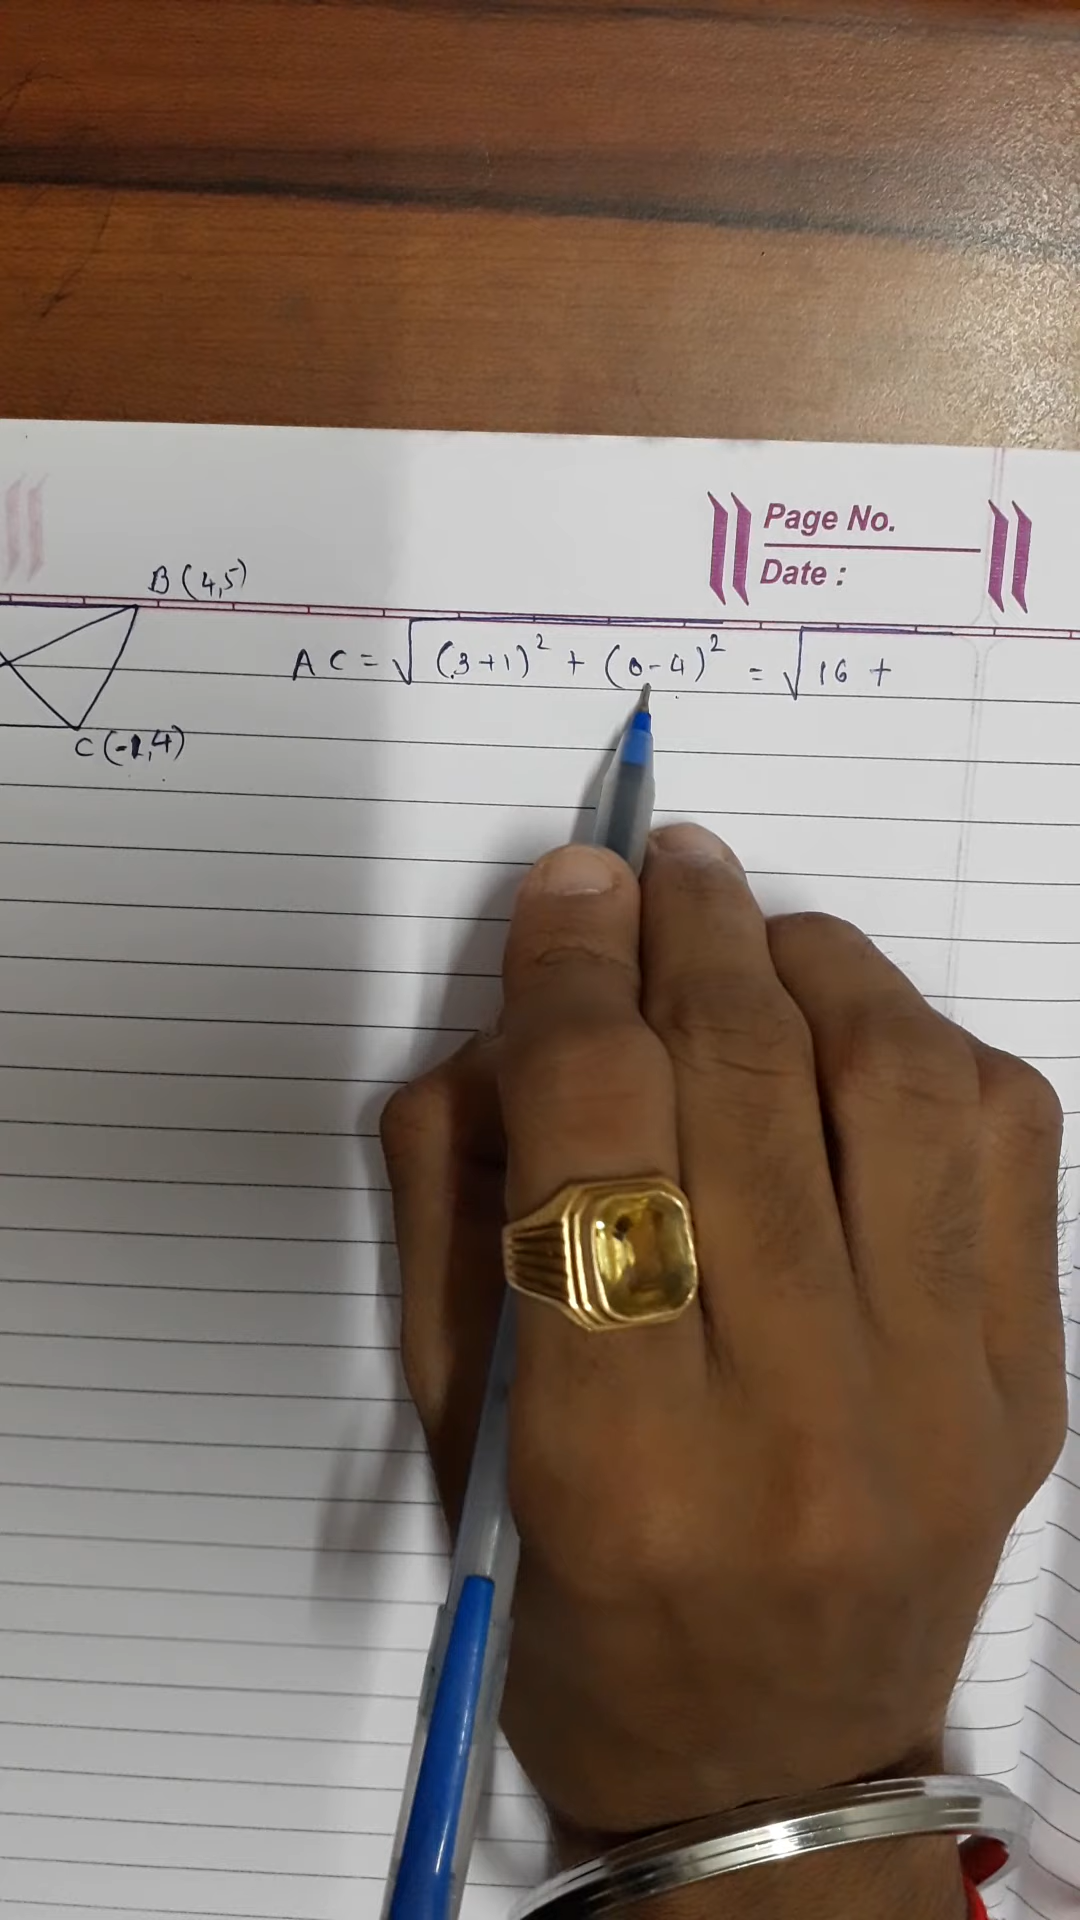 Page No.
Date :
B (4,5)
AC = √(3+1)² + (0-4)² = √16 +
C (-1,4)